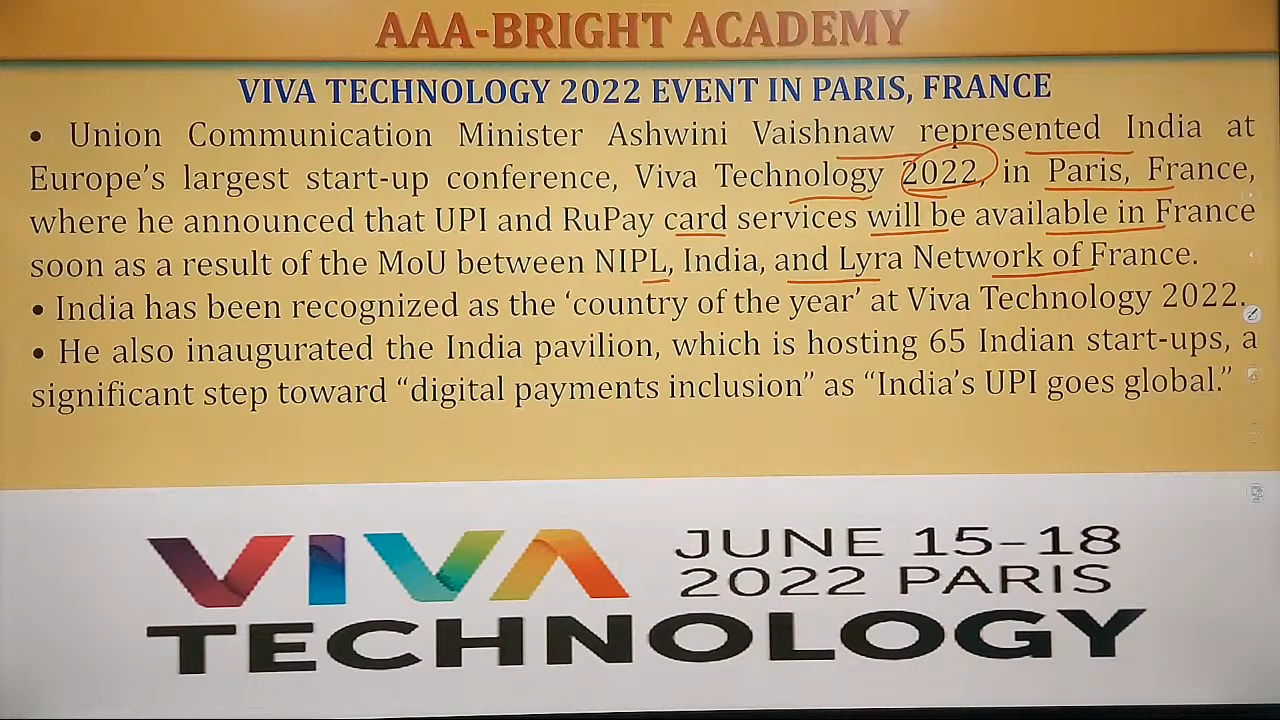 AAA-BRIGHT ACADEMY
VIVA TECHNOLOGY 2022 EVENT IN PARIS, FRANCE
• Union Communication Minister Ashwini Vaishnaw represented India at
Europe’s largest start-up conference, Viva Technology 2022, in Paris, France,
where he announced that UPI and RuPay card services will be available in France
soon as a result of the MoU between NIPL, India, and Lyra Network of France.
• India has been recognized as the ‘country of the year’ at Viva Technology 2022.
• He also inaugurated the India pavilion, which is hosting 65 Indian start-ups, a
significant step toward “digital payments inclusion” as “India’s UPI goes global.”
VIVA
TECHNOLOGY
JUNE 15–18
2022 PARIS